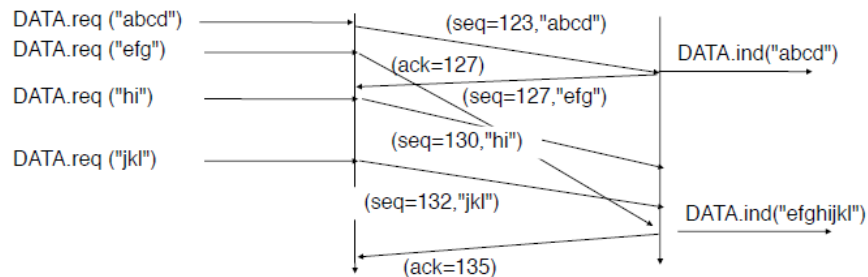 DATA.req ("abcd")
(seq=123,"abcd")
DATA.req ("efg")
(ack=127)
DATA.ind("abcd")
DATA.req ("hi")
(seq=127,"efg")
(seq=130,"hi")
DATA.req ("jkl")
(seq=132,"jkl")
DATA.ind("efghijkl")
(ack=135)